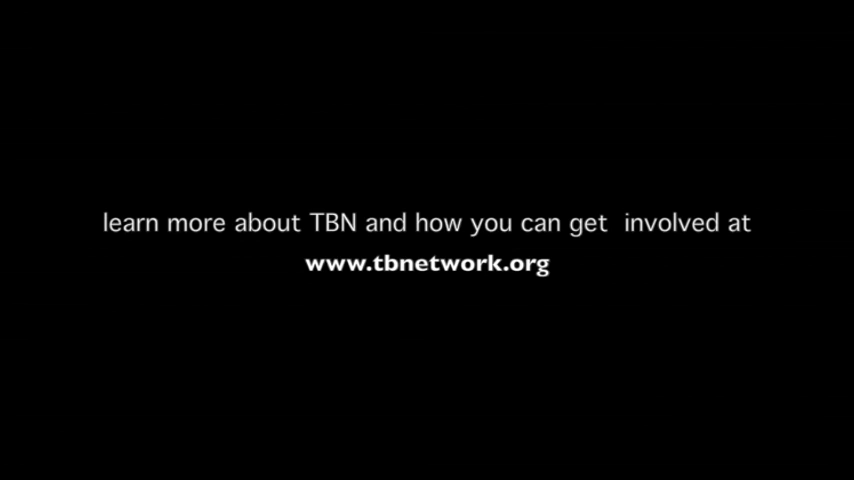 learn more about TBN and how you can get  involved at
www.tbnetwork.org